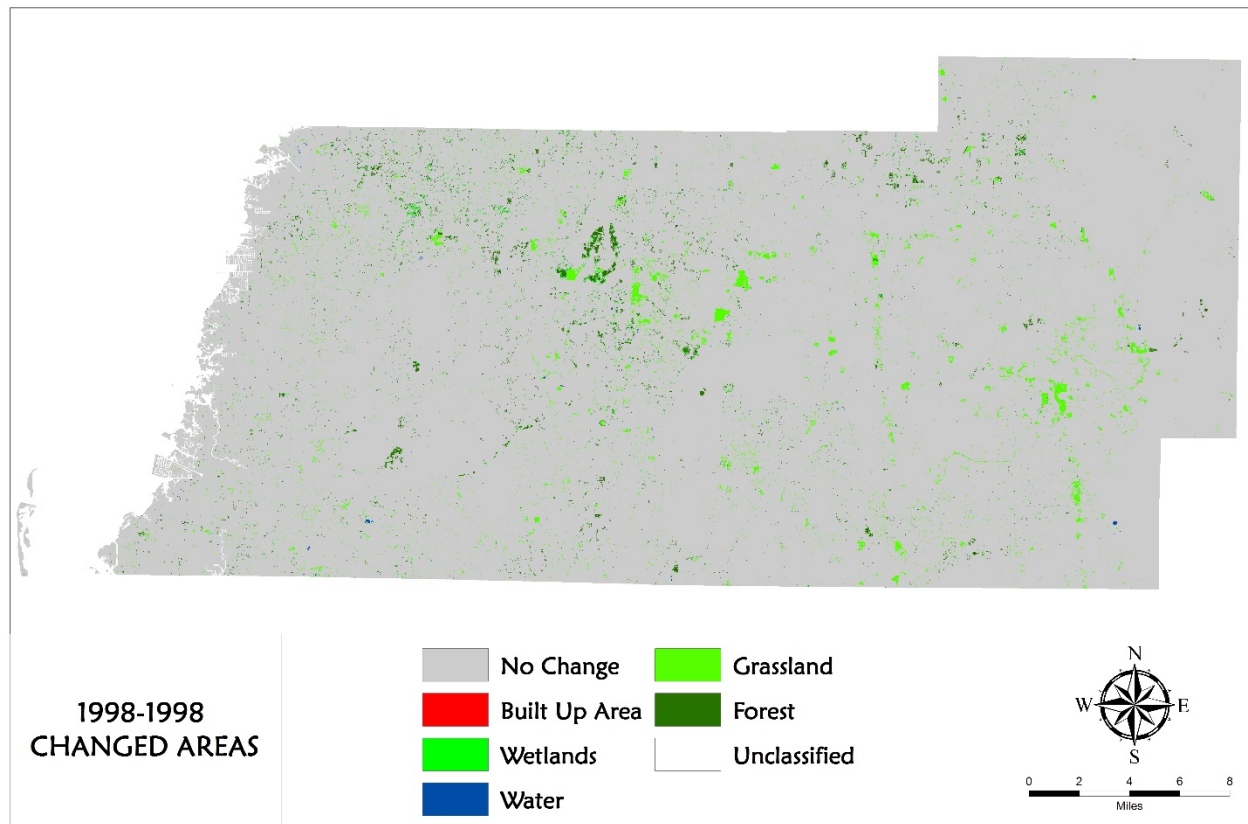 1998-1998
CHANGED AREAS
No Change
Built Up Area
Wetlands
Water
Grassland
Forest
Unclassified
N
W E
S
0 2 4 6 8
Miles